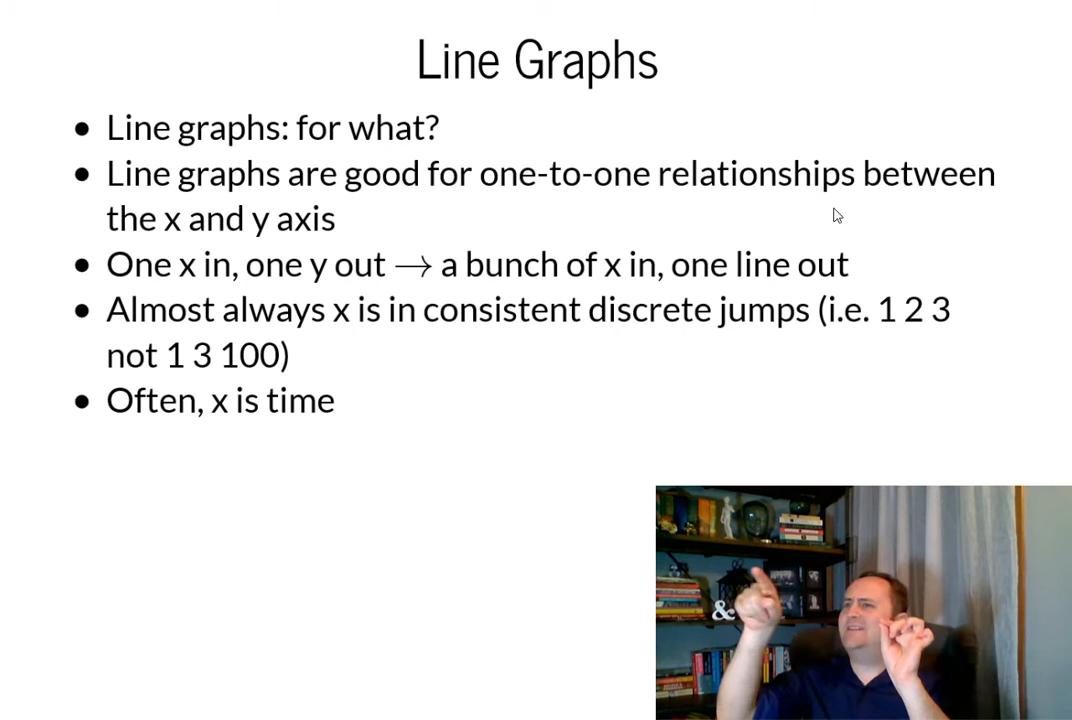 Line Graphs
• Line graphs: for what?
• Line graphs are good for one-to-one relationships between
the x and y axis
• One x in, one y out → a bunch of x in, one line out
• Almost always x is in consistent discrete jumps (i.e. 1 2 3
not 1 3 100)
• Often, x is time
&